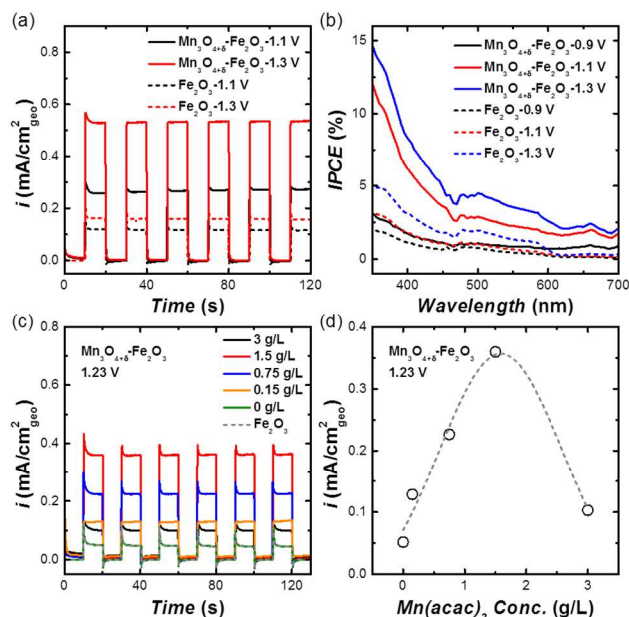 (a)
Mn₃O₄₊δ-Fe₂O₃-1.1 V
Mn₃O₄₊δ-Fe₂O₃-1.3 V
Fe₂O₃-1.1 V
Fe₂O₃-1.3 V
0.8
0.6
0.4
0.2
0.0
i (mA/cm²geo)
0 40 80 120
Time (s)
(b)
Mn₃O₄₊δ-Fe₂O₃-0.9 V
Mn₃O₄₊δ-Fe₂O₃-1.1 V
Mn₃O₄₊δ-Fe₂O₃-1.3 V
Fe₂O₃-0.9 V
Fe₂O₃-1.1 V
Fe₂O₃-1.3 V
15
10
5
0
IPCE (%)
400 500 600 700
Wavelength (nm)
(c)
Mn₃O₄₊δ-Fe₂O₃
1.23 V
3 g/L
1.5 g/L
0.75 g/L
0.15 g/L
0 g/L
Fe₂O₃
0.8
0.6
0.4
0.2
0.0
i (mA/cm²geo)
0 40 80 120
Time (s)
(d)
Mn₃O₄₊δ-Fe₂O₃
1.23 V
0.4
0.3
0.2
0.1
0.0
i (mA/cm²geo)
0 1 2 3
Mn(acac)₂ Conc. (g/L)